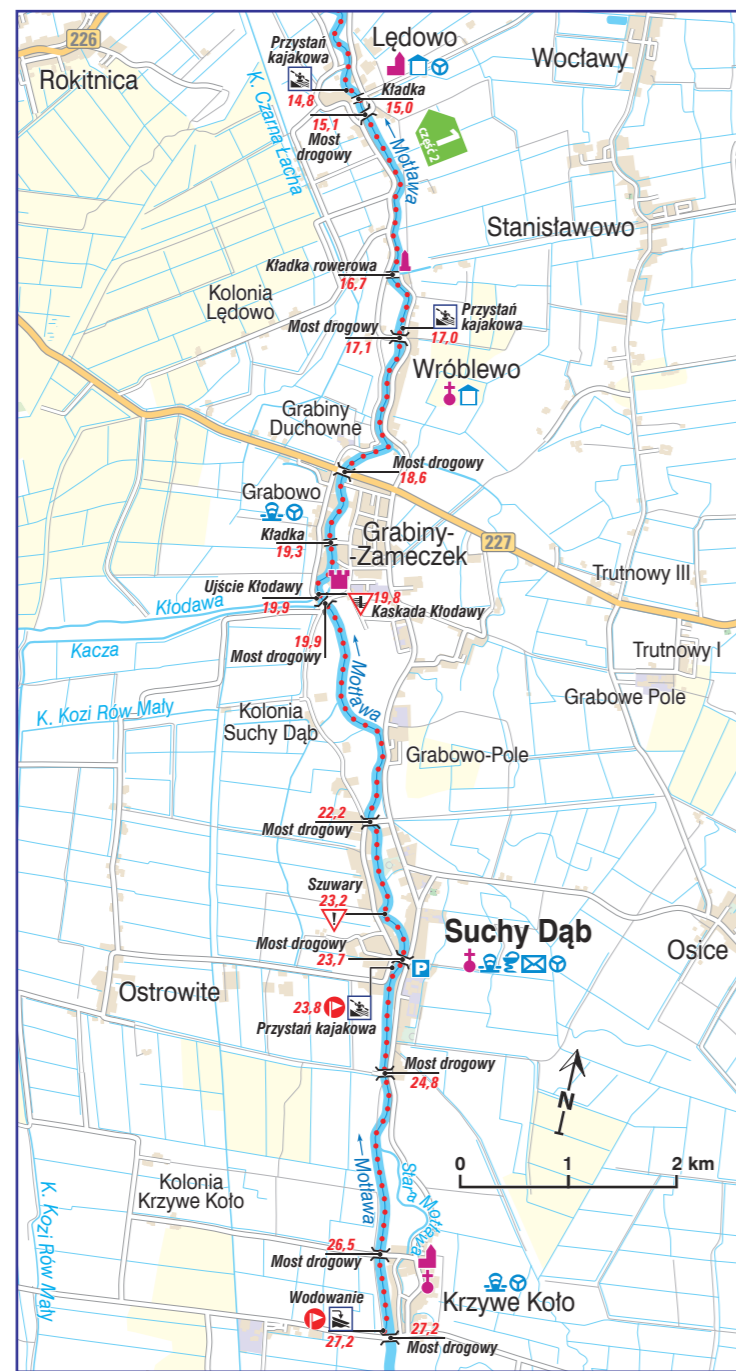 226
Rokitnica
Przystań
kajakowa
14,8
Lędowo
Wocławy
K. Czarna Łacha
Kładka
15,0
15,1
Most
drogowy
1
część 2
Motława
Stanisławowo
Kładka rowerowa
16,7
Kolonia
Lędowo
Przystań
kajakowa
17,0
Most drogowy
17,1
Wróblewo
Grabiny
Duchowne
Most drogowy
18,6
Grabowo
Kładka
19,3
Grabiny-
-Zameczek
227
Trutnowy III
Ujście Kłodawy
19,9
19,8
Kaskada Kłodawy
Kłodawa
Kacza
19,9
Most drogowy
Trutnowy I
Motława
Grabowe Pole
K. Kozi Rów Mały
Kolonia
Suchy Dąb
Grabowo-Pole
22,2
Most drogowy
Szuwary
23,2
!
Suchy Dąb
Most drogowy
23,7
P
Osice
Ostrowite
23,8
Przystań kajakowa
Most drogowy
24,8
N
0 1 2 km
Motława
Stara Motława
Kolonia
Krzywe Koło
K. Kozi Rów Mały
26,5
Most drogowy
Krzywe Koło
Wodowanie
27,2
27,2
Most drogowy